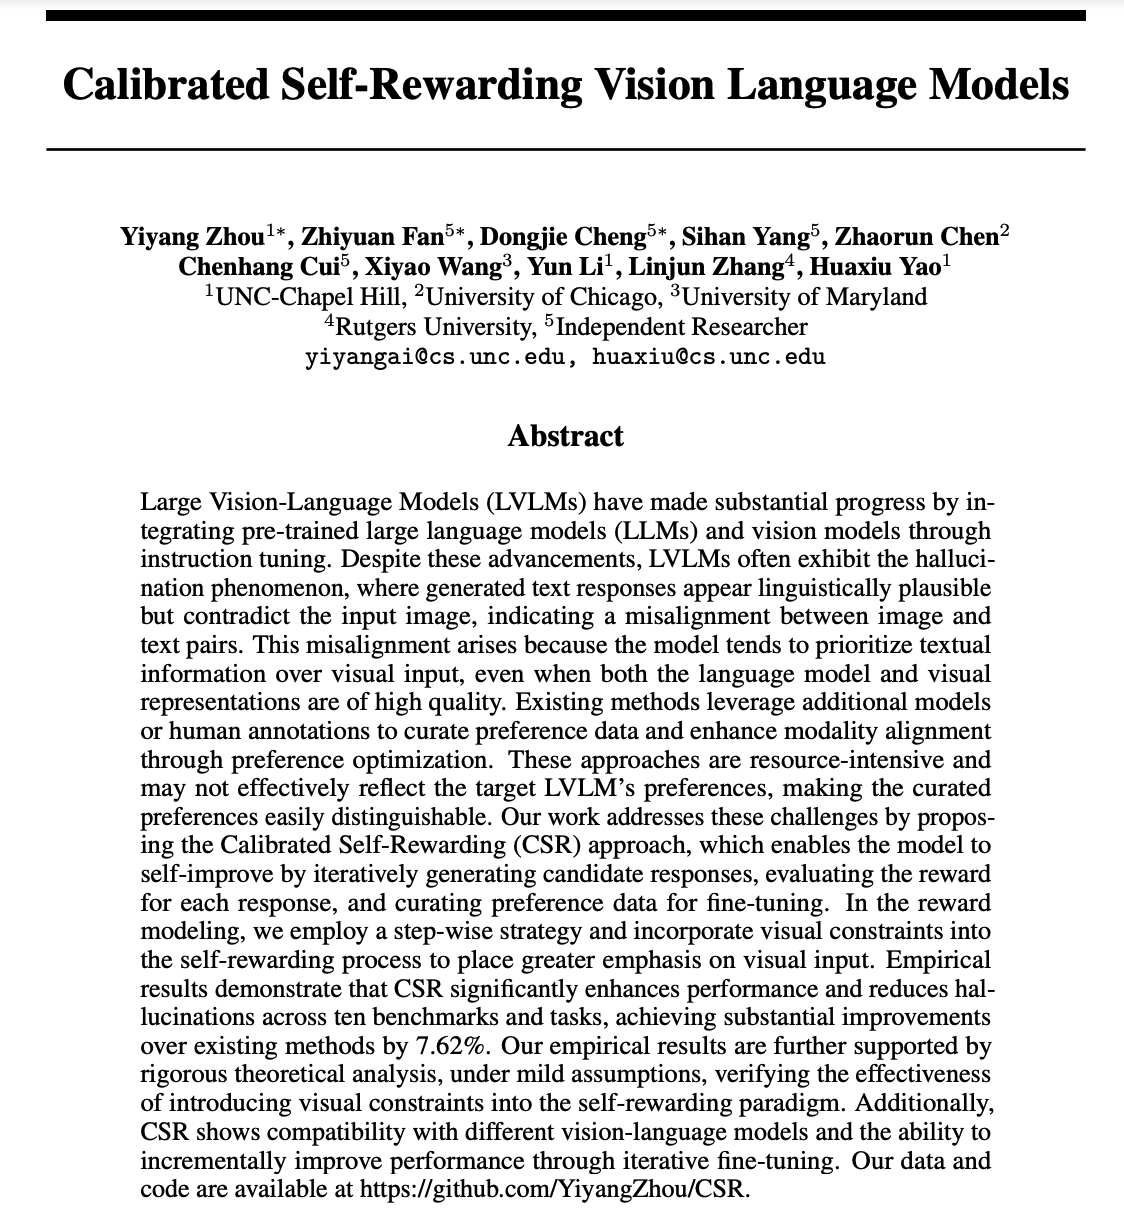 Calibrated Self-Rewarding Vision Language Models
Yiyang Zhou1*, Zhiyuan Fan5*, Dongjie Cheng5*, Sihan Yang5, Zhaorun Chen2
Chenhang Cui5, Xiyao Wang3, Yun Li1, Linjun Zhang4, Huaxiu Yao1
1UNC-Chapel Hill, 2University of Chicago, 3University of Maryland
4Rutgers University, 5Independent Researcher
yiyangai@cs.unc.edu, huaxiu@cs.unc.edu
Abstract
Large Vision-Language Models (LVLMs) have made substantial progress by in-
tegrating pre-trained large language models (LLMs) and vision models through
instruction tuning. Despite these advancements, LVLMs often exhibit the halluci-
nation phenomenon, where generated text responses appear linguistically plausible
but contradict the input image, indicating a misalignment between image and
text pairs. This misalignment arises because the model tends to prioritize textual
information over visual input, even when both the language model and visual
representations are of high quality. Existing methods leverage additional models
or human annotations to curate preference data and enhance modality alignment
through preference optimization. These approaches are resource-intensive and
may not effectively reflect the target LVLM's preferences, making the curated
preferences easily distinguishable. Our work addresses these challenges by propos-
ing the Calibrated Self-Rewarding (CSR) approach, which enables the model to
self-improve by iteratively generating candidate responses, evaluating the reward
for each response, and curating preference data for fine-tuning. In the reward
modeling, we employ a step-wise strategy and incorporate visual constraints into
the self-rewarding process to place greater emphasis on visual input. Empirical
results demonstrate that CSR significantly enhances performance and reduces hal-
lucinations across ten benchmarks and tasks, achieving substantial improvements
over existing methods by 7.62%. Our empirical results are further supported by
rigorous theoretical analysis, under mild assumptions, verifying the effectiveness
of introducing visual constraints into the self-rewarding paradigm. Additionally,
CSR shows compatibility with different vision-language models and the ability to
incrementally improve performance through iterative fine-tuning. Our data and
code are available at https://github.com/YiyangZhou/CSR.